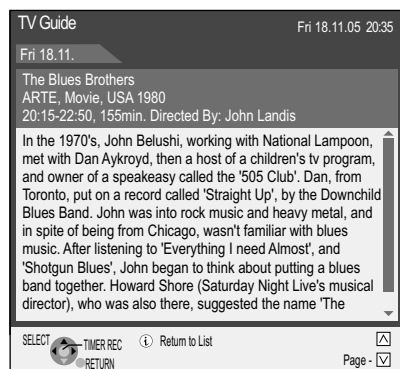 TV Guide
Fri 18.11.05 20:35
Fri 18.11.
The Blues Brothers
ARTE, Movie, USA 1980
20:15-22:50, 155min. Directed By: John Landis
In the 1970's, John Belushi, working with National Lampoon,
met with Dan Aykroyd, then a host of a children's tv program,
and owner of a speakeasy called the '505 Club'. Dan, from
Toronto, put on a record called 'Straight Up', by the Downchild
Blues Band. John was into rock music and heavy metal, and
in spite of being from Chicago, wasn't familiar with blues
music. After listening to 'Everything I need Almost', and
'Shotgun Blues', John began to think about putting a blues
band together. Howard Shore (Saturday Night Live's musical
director), who was also there, suggested the name 'The
SELECT
TIMER REC
RETURN
i Return to List
Page -